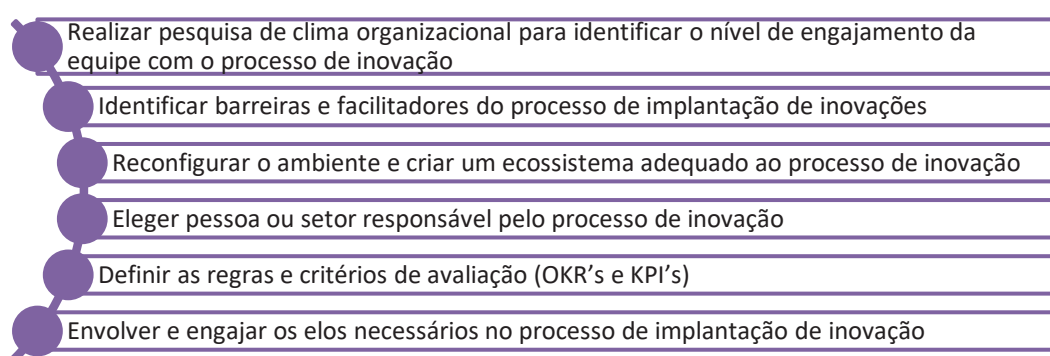 Realizar pesquisa de clima organizacional para identificar o nível de engajamento da
equipe com o processo de inovação
Identificar barreiras e facilitadores do processo de implantação de inovações
Reconfigurar o ambiente e criar um ecossistema adequado ao processo de inovação
Eleger pessoa ou setor responsável pelo processo de inovação
Definir as regras e critérios de avaliação (OKR's e KPI's)
Envolver e engajar os elos necessários no processo de implantação de inovação